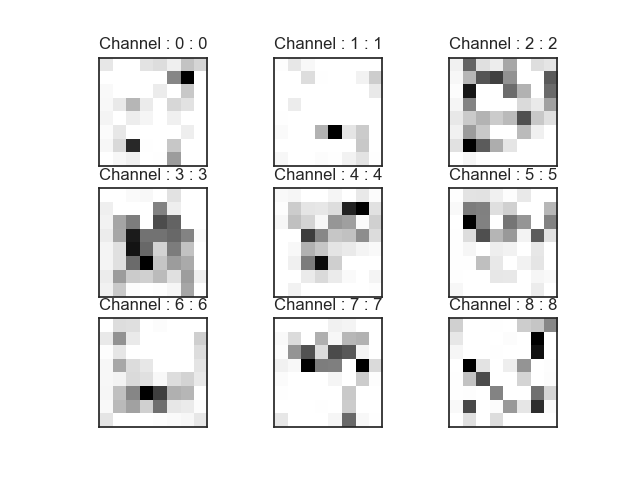 Channel : 0 : 0
Channel : 1 : 1
Channel : 2 : 2
Channel : 3 : 3
Channel : 4 : 4
Channel : 5 : 5
Channel : 6 : 6
Channel : 7 : 7
Channel : 8 : 8